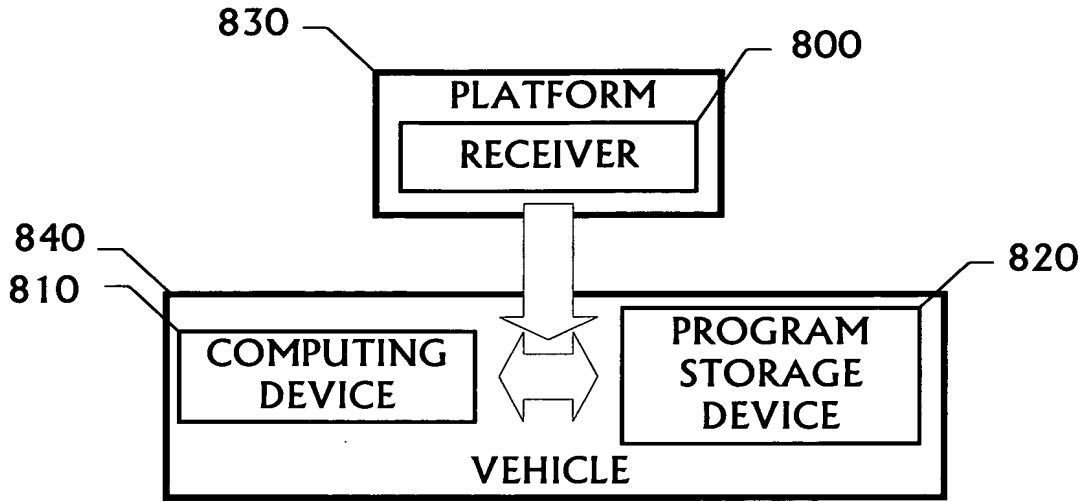 830
800
PLATFORM
RECEIVER
840
810
820
COMPUTING
DEVICE
PROGRAM
STORAGE
DEVICE
VEHICLE